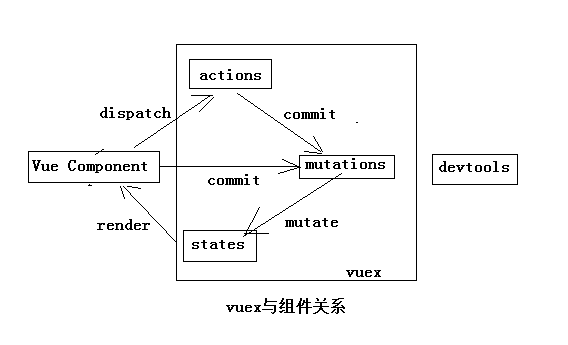 actions
dispatch
commit
Vue Component
mutations
devtools
commit
render
mutate
states
vuex
vuex与组件关系